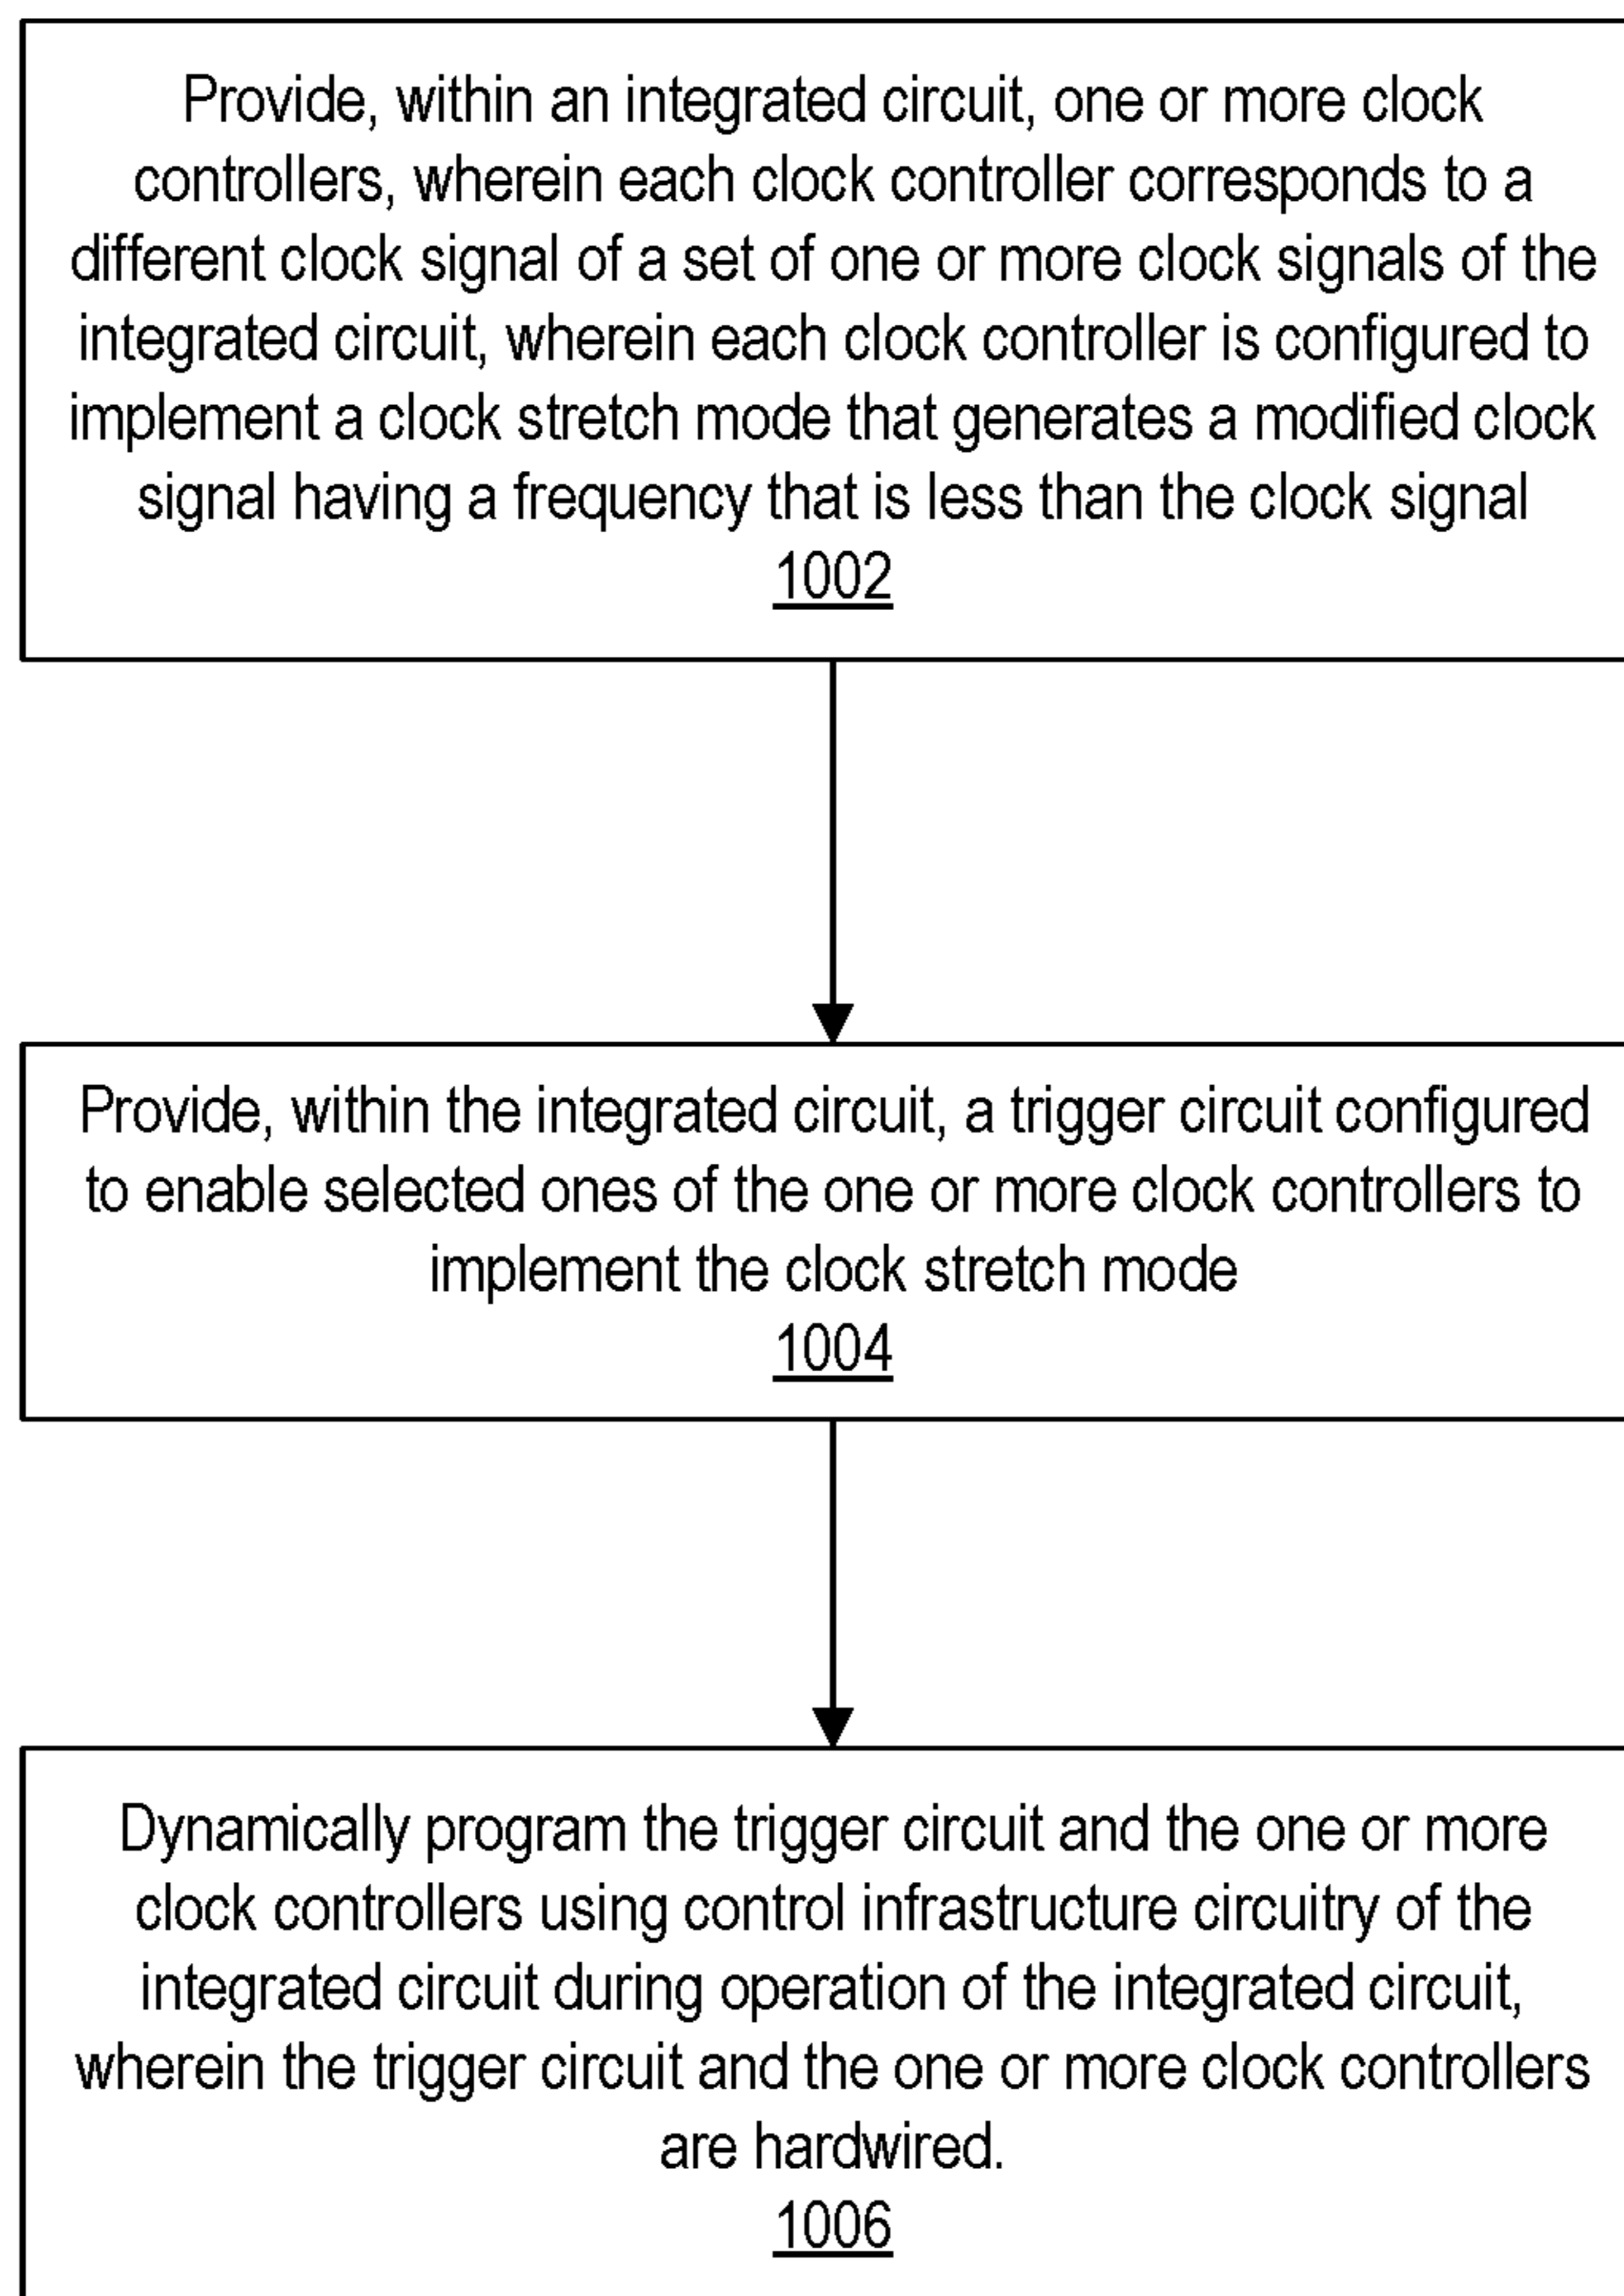 Provide, within an integrated circuit, one or more clock
controllers, wherein each clock controller corresponds to a
different clock signal of a set of one or more clock signals of the
integrated circuit, wherein each clock controller is configured to
implement a clock stretch mode that generates a modified clock
signal having a frequency that is less than the clock signal
1002
Provide, within the integrated circuit, a trigger circuit configured
to enable selected ones of the one or more clock controllers to
implement the clock stretch mode
1004
Dynamically program the trigger circuit and the one or more
clock controllers using control infrastructure circuitry of the
integrated circuit during operation of the integrated circuit,
wherein the trigger circuit and the one or more clock controllers
are hardwired.
1006